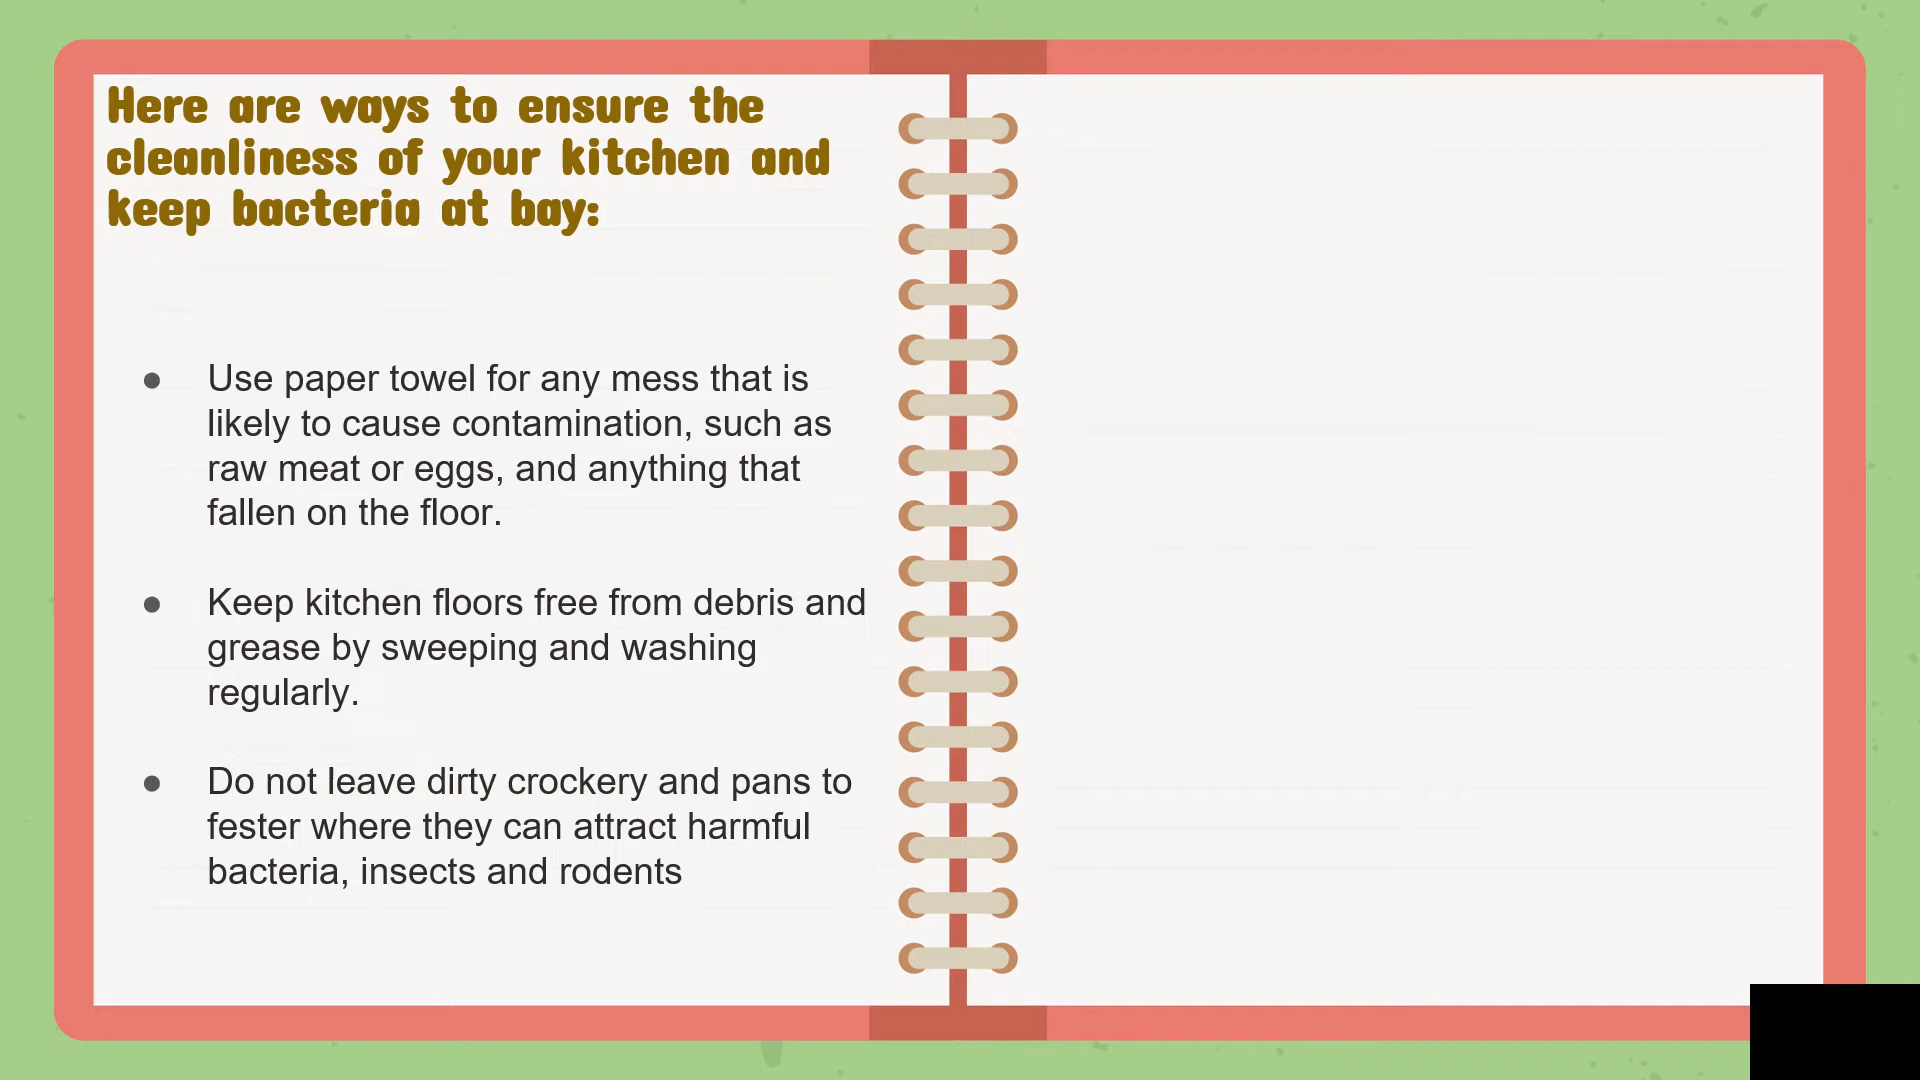 Here are ways to ensure the
cleanliness of your kitchen and
keep bacteria at bay:
● Use paper towel for any mess that is
likely to cause contamination, such as
raw meat or eggs, and anything that
fallen on the floor.
● Keep kitchen floors free from debris and
grease by sweeping and washing
regularly.
● Do not leave dirty crockery and pans to
fester where they can attract harmful
bacteria, insects and rodents